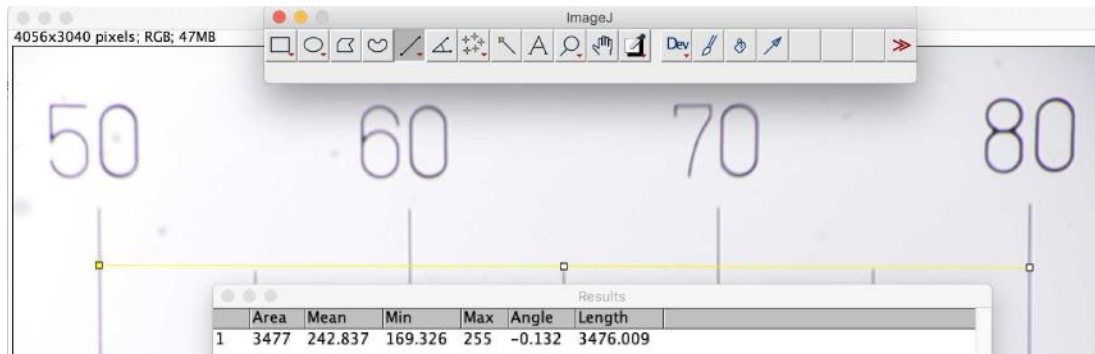 ImageJ
4056x3040 pixels; RGB; 47MB
A Dev
50 60 70 80
Results
Area Mean Min Max Angle Length
1 3477 242.837 169.326 255 -0.132 3476.009